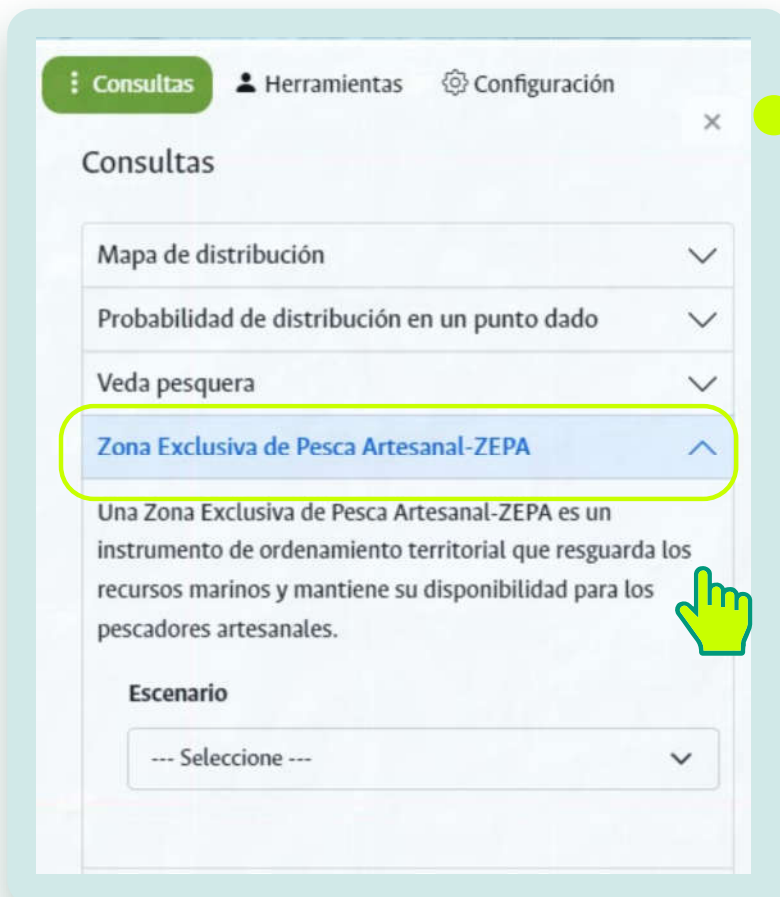 Consultas Herramientas Configuración
Consultas
Mapa de distribución
Probabilidad de distribución en un punto dado
Veda pesquera
Zona Exclusiva de Pesca Artesanal-ZEPA
Una Zona Exclusiva de Pesca Artesanal-ZEPA es un
instrumento de ordenamiento territorial que resguarda los
recursos marinos y mantiene su disponibilidad para los
pescadores artesanales.
Escenario
--- Seleccione ---